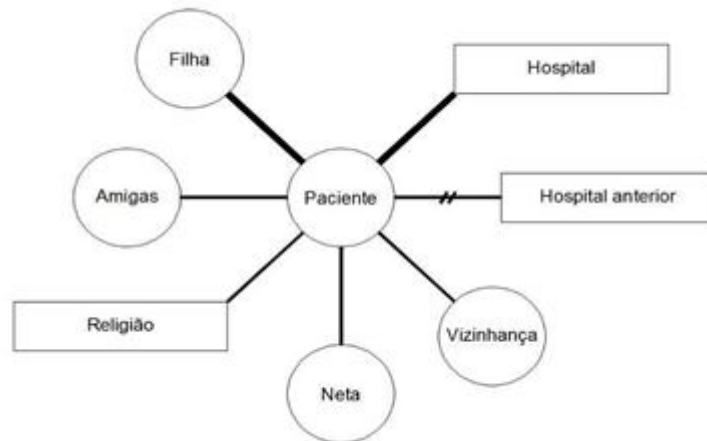 Filha
Hospital
Amigas
Paciente
Hospital anterior
Religião
Vizinhança
Neta